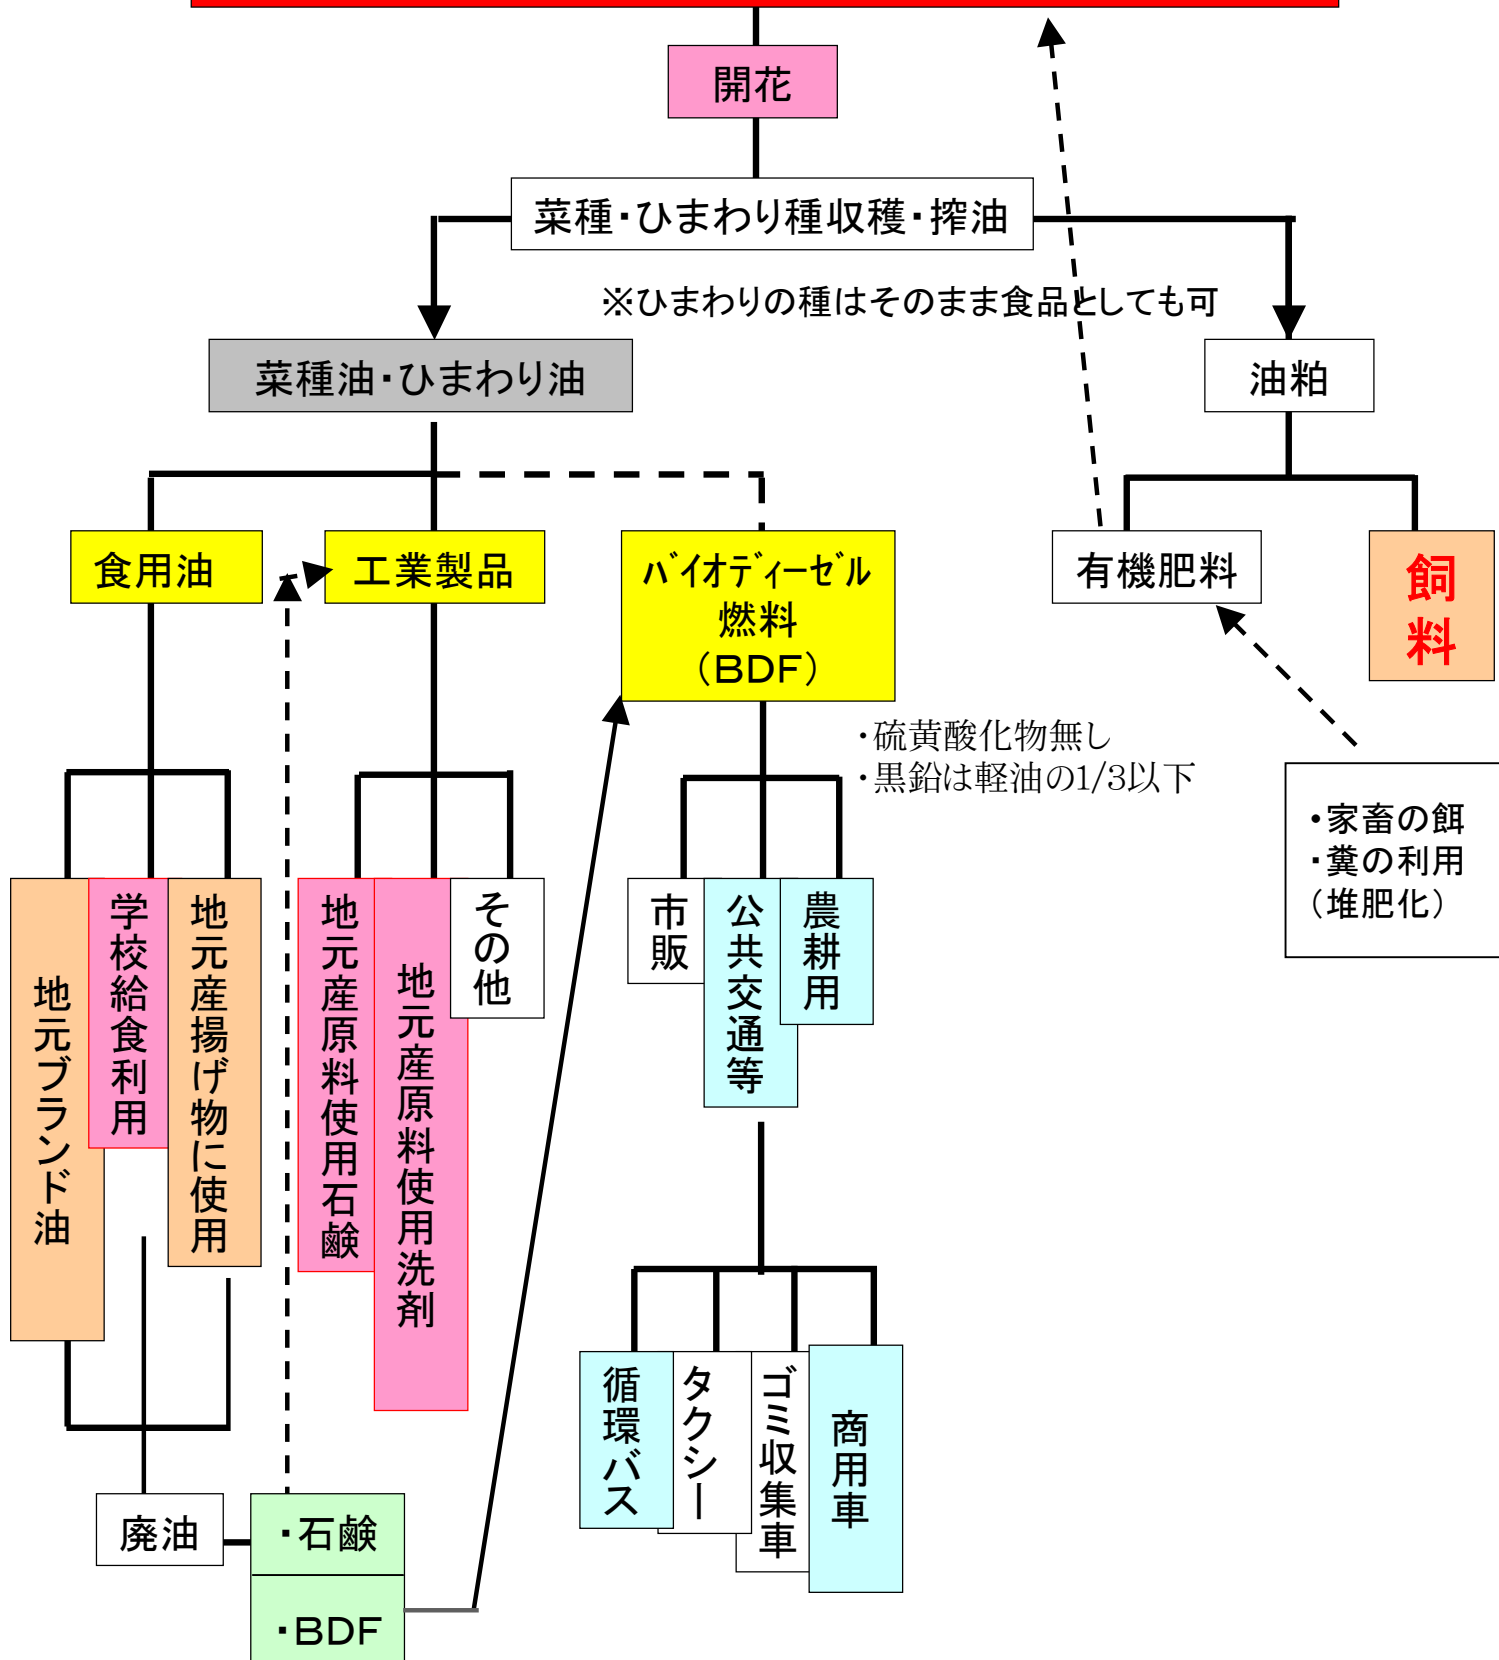 開花
菜種・ひまわり種収穫・搾油
※ひまわりの種はそのまま食品としても可
菜種油・ひまわり油
油粕
食用油
工業製品
ﾊﾞｲｵﾃﾞｨｰｾﾞﾙ
燃料
（ＢＤＦ）
有機肥料
飼
料
・硫黄酸化物無し
・黒鉛は軽油の1/3以下
・家畜の餌
・糞の利用
（堆肥化）
地元ブランド油
学校給食利用
地元産揚げ物に使用
地元産原料使用石鹸
地元産原料使用洗剤
その他
市販
公共交通等
農耕用
循環バス
タクシー
ゴミ収集車
商用車
廃油
・石鹸
・ＢＤＦ